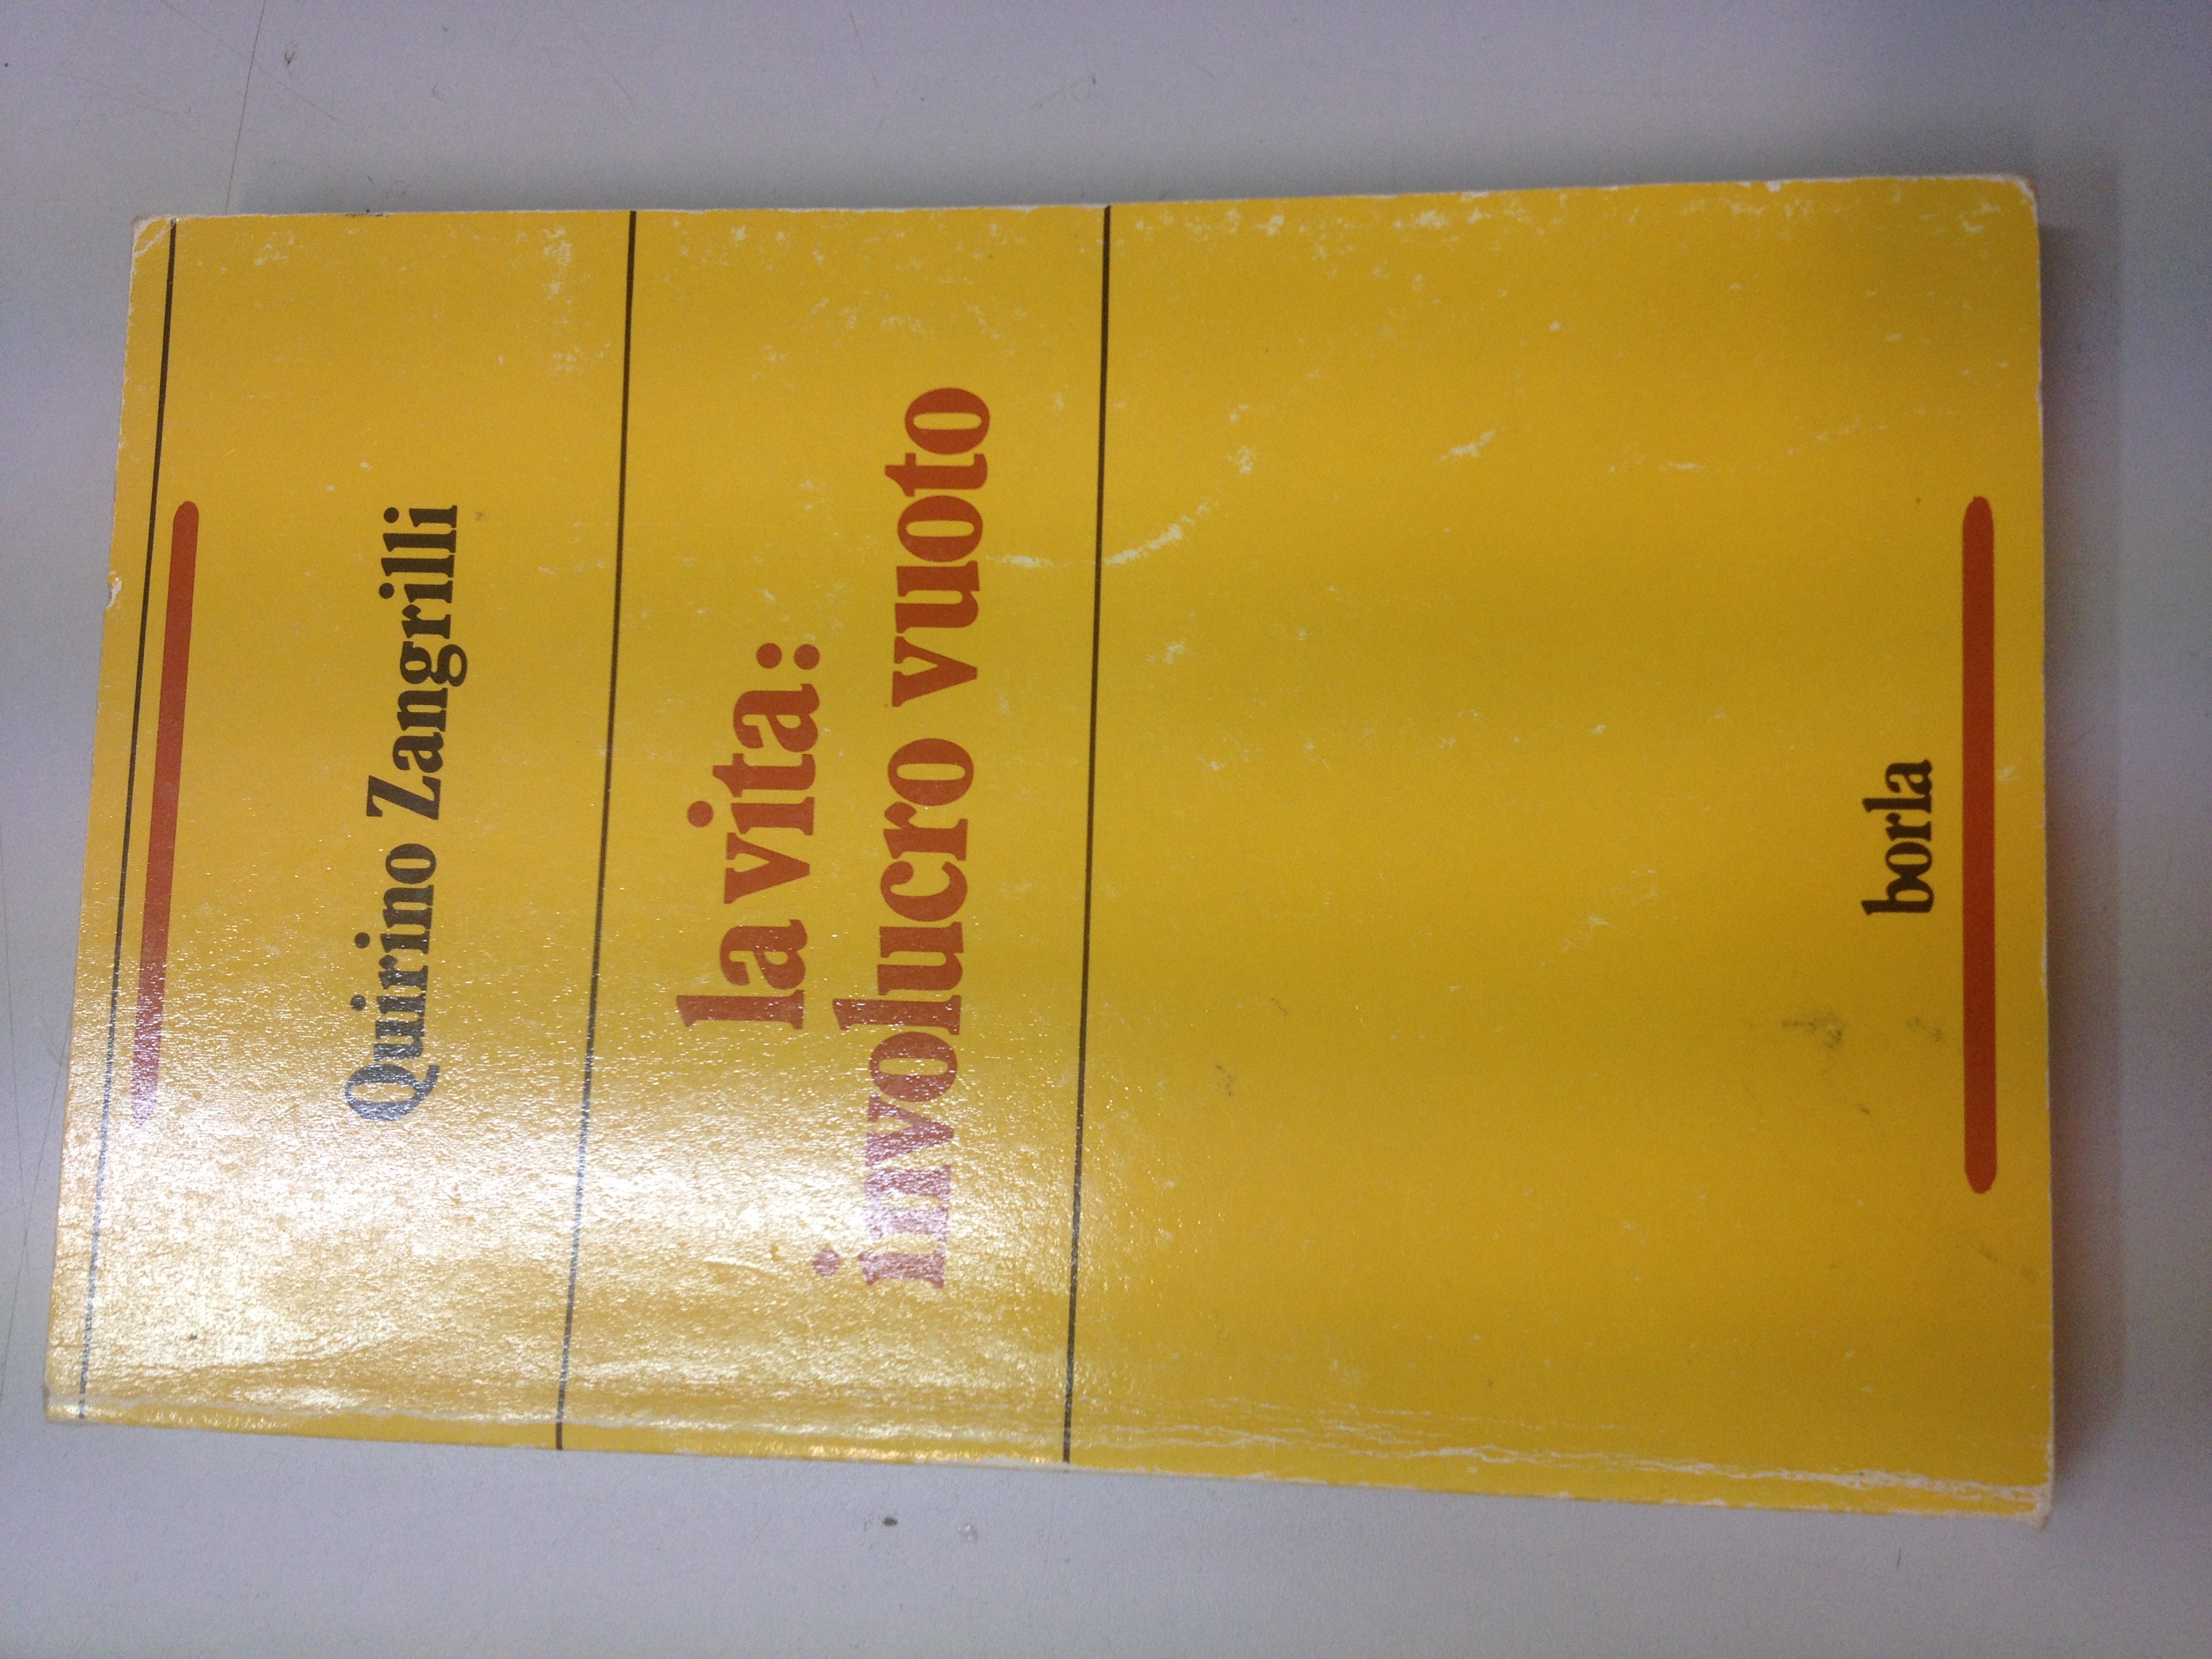 Quirino Zangrilli
la vita:
involucro vuoto
borla